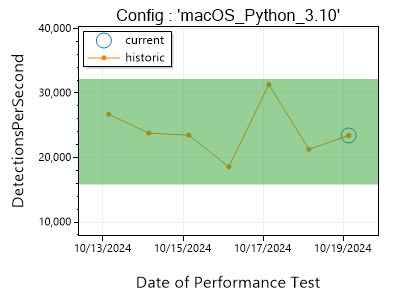 Config : 'macOS_Python_3.10'
current
historic
DetectionsPerSecond
40,000
30,000
20,000
10,000
10/13/2024 10/15/2024 10/17/2024 10/19/2024
Date of Performance Test